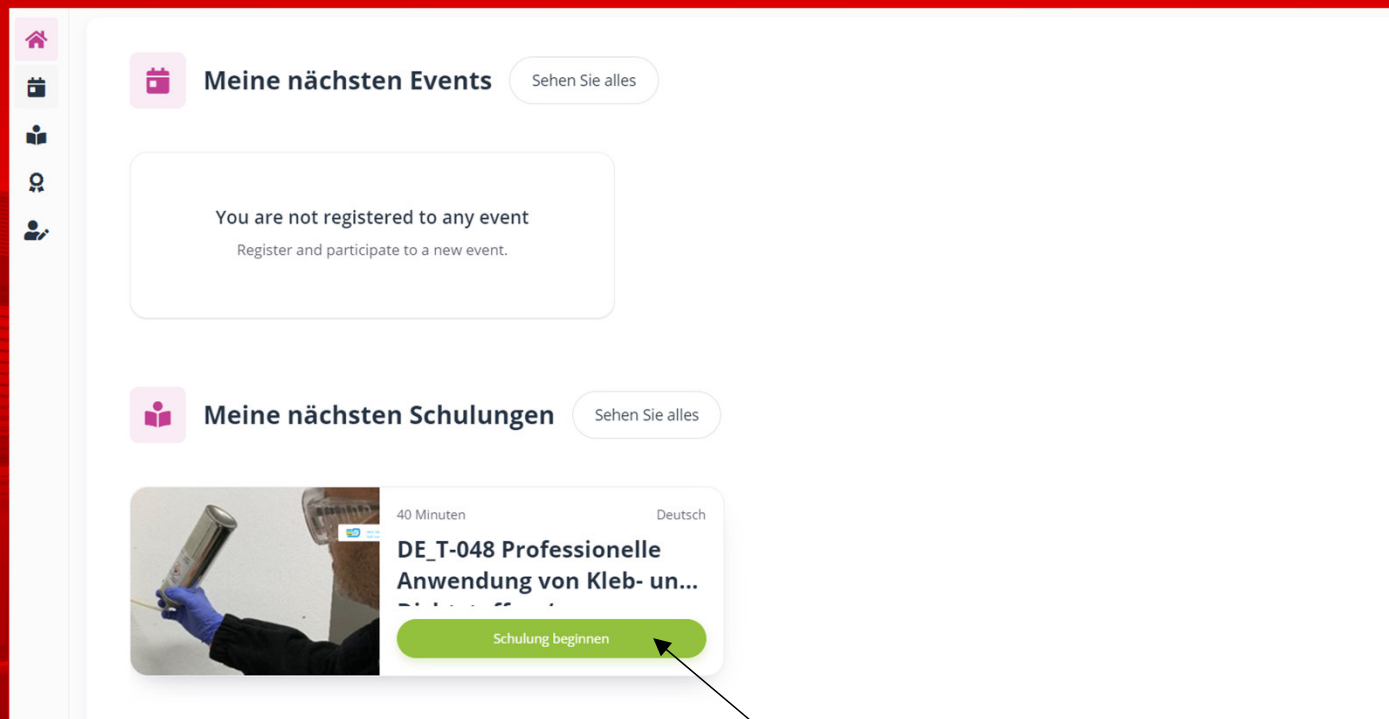 Meine nächsten Events
Sehen Sie alles
You are not registered to any event
Register and participate to a new event.
Meine nächsten Schulungen
Sehen Sie alles
40 Minuten
Deutsch
DE_T-048 Professionelle
Anwendung von Kleb- un...
Schulung beginnen